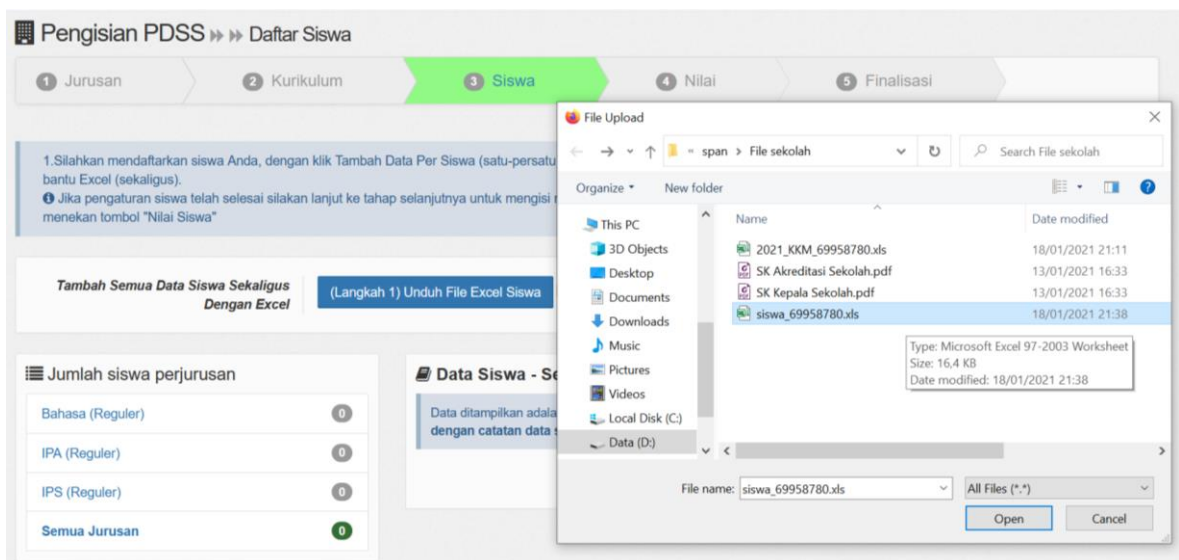 Pengisian PDSS » » Daftar Siswa
1 Jurusan
2 Kurikulum
3 Siswa
4 Nilai
5 Finalisasi
1.Silahkan mendaftarkan siswa Anda, dengan klik Tambah Data Per Siswa (satu-persatu
bantu Excel (sekaligus).
Jika pengaturan siswa telah selesai silakan lanjut ke tahap selanjutnya untuk mengisi
menekan tombol "Nilai Siswa"
Tambah Semua Data Siswa Sekaligus
Dengan Excel
(Langkah 1) Unduh File Excel Siswa
Jumlah siswa perjurusan
Bahasa (Reguler) 0
IPA (Reguler) 0
IPS (Reguler) 0
Semua Jurusan 0
Data Siswa - Se
Data ditampilkan adala
dengan catatan data
File Upload
« span > File sekolah
Search File sekolah
Organize
New folder
This PC
3D Objects
Desktop
Documents
Downloads
Music
Pictures
Videos
Local Disk (C:)
Data (D:)
Name Date modified
2021_KKM_69958780.xls 18/01/2021 21:11
SK Akreditasi Sekolah.pdf 13/01/2021 16:33
SK Kepala Sekolah.pdf 13/01/2021 16:33
siswa_69958780.xls 18/01/2021 21:38
Type: Microsoft Excel 97-2003 Worksheet
Size: 16,4 KB
Date modified: 18/01/2021 21:38
File name: siswa_69958780.xls
All Files (*.*)
Open
Cancel